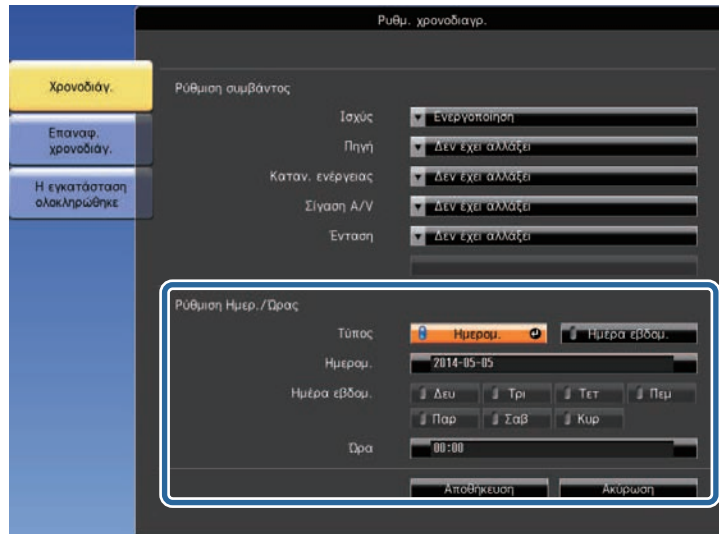 Ρυθμ. χρονοδιαγρ.
Χρονοδιάγ.
Επαναφ.
χρονοδιάγ.
Η εγκατάσταση
ολοκληρώθηκε
Ρύθμιση συμβάντος
Ισχύς Ενεργοποίηση
Πηγή Δεν έχει αλλάξει
Καταν. ενέργειας Δεν έχει αλλάξει
Σίγαση A/V Δεν έχει αλλάξει
Ένταση Δεν έχει αλλάξει
Ρύθμιση Ημερ./Ώρας
Τύπος Ημερομ. Ημέρα εβδομ.
Ημερομ. 2014-05-05
Ημέρα εβδομ. Δευ Τρι Τετ Πεμ
Παρ Σαβ Κυρ
Ώρα 00:00
Αποθήκευση Ακύρωση